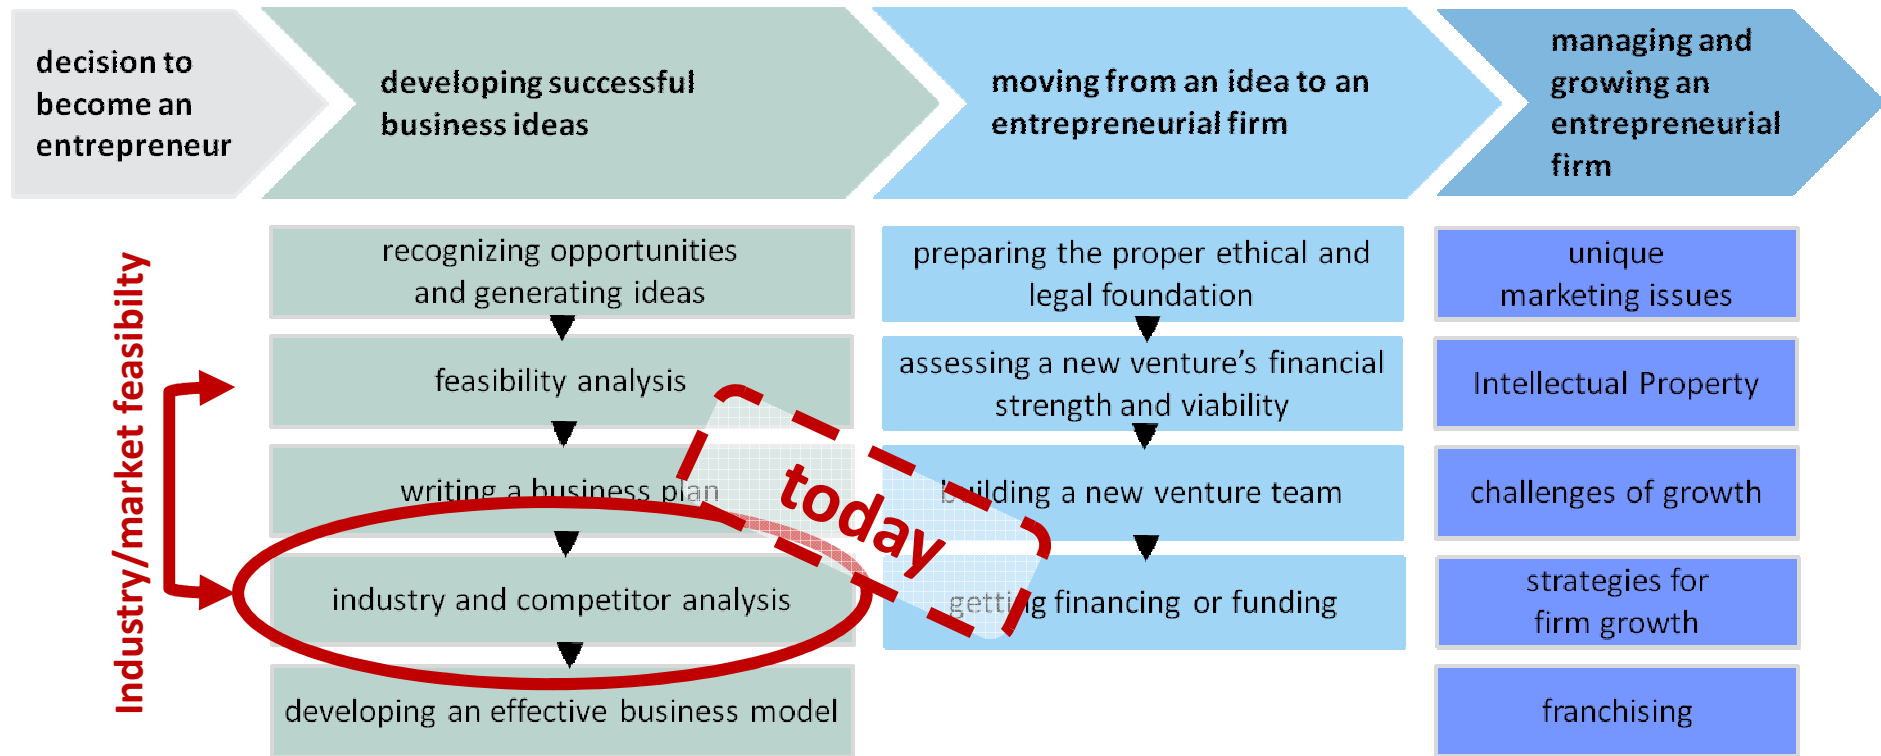 decision to
become an
entrepreneur
developing successful
business ideas
moving from an idea to an
entrepreneurial firm
managing and
growing an
entrepreneurial
firm
Industry/market feasibilty
recognizing opportunities
and generating ideas
feasibility analysis
writing a business plan
industry and competitor analysis
developing an effective business model
today
preparing the proper ethical and
legal foundation
assessing a new venture’s financial
strength and viability
building a new venture team
getting financing or funding
unique
marketing issues
Intellectual Property
challenges of growth
strategies for
firm growth
franchising